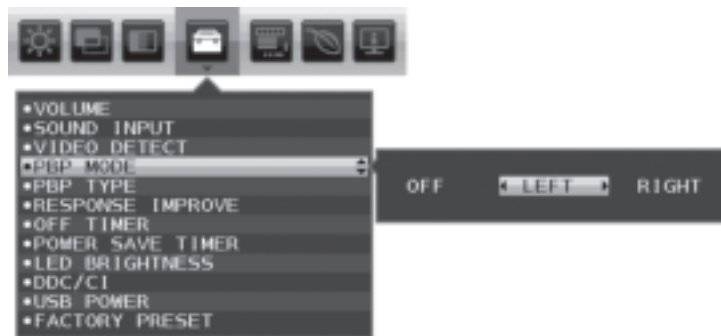 •VOLUME
•SOUND INPUT
•VIDEO DETECT
•PBP MODE
•PBP TYPE
•RESPONSE IMPROVE
•OFF TIMER
•POWER SAVE TIMER
•LED BRIGHTNESS
•DDC/CI
•USB POWER
•FACTORY PRESET
OFF LEFT RIGHT